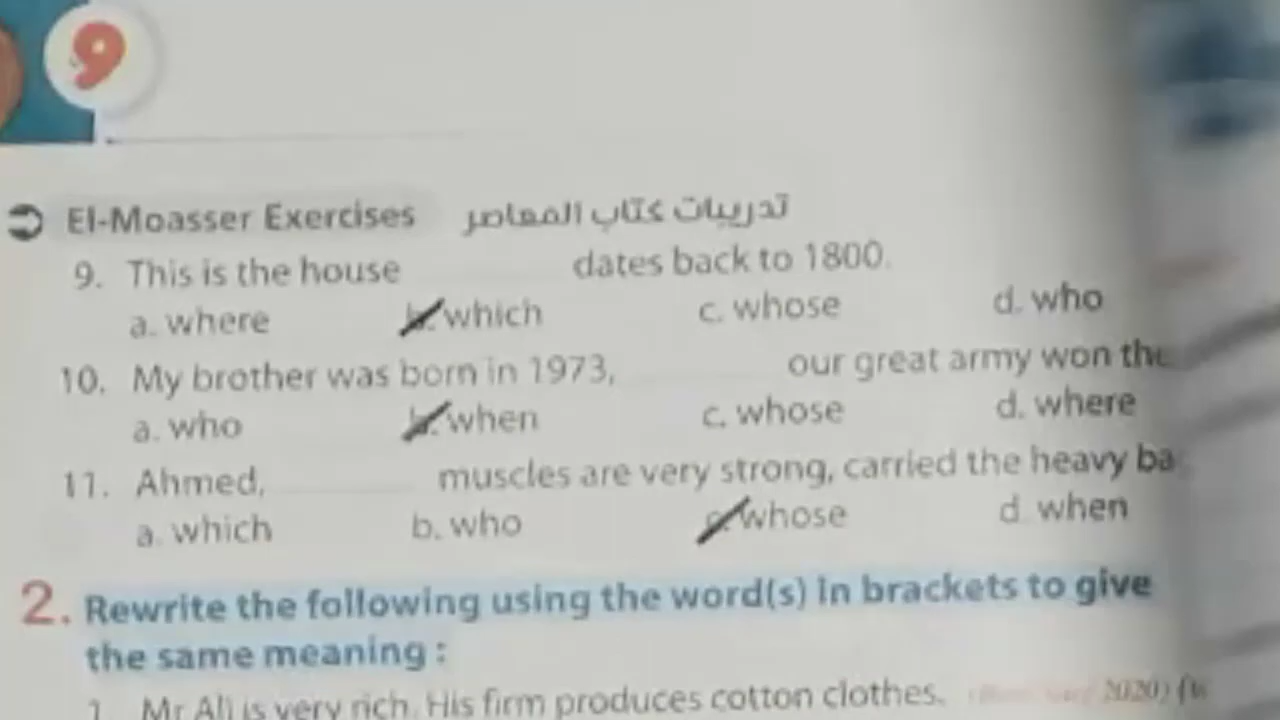 9
El-Moasser Exercises تدريبات كتاب المعاصر
9. This is the house dates back to 1800.
a. where b. which c. whose d. who
10. My brother was born in 1973, our great army won the
a. who b. when c. whose d. where
11. Ahmed, muscles are very strong, carried the heavy
a. which b. who c. whose d. when
2. Rewrite the following using the word(s) in brackets to give
the same meaning :
1. Mr Ali is very rich. His firm produces cotton clothes. 2020)